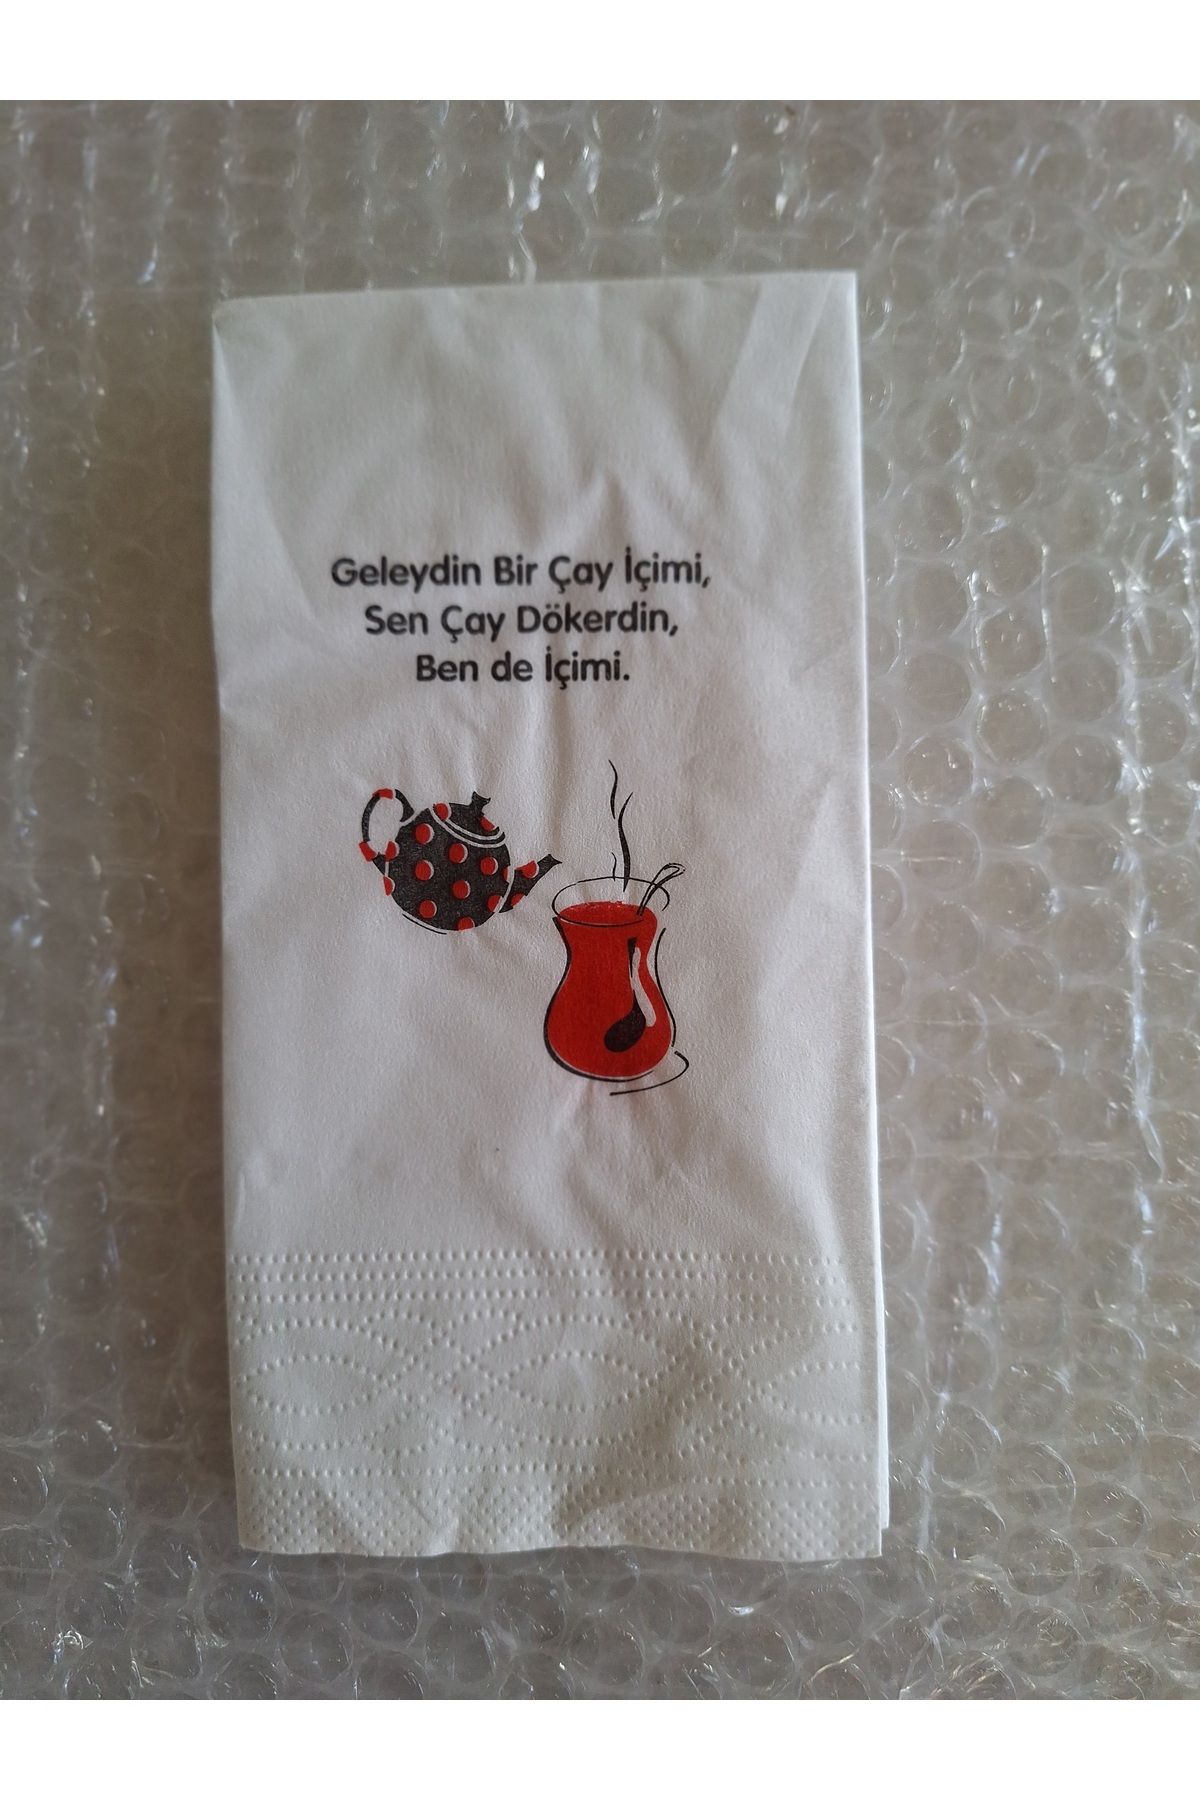 Geleydin Bir Çay İçimi,
Sen Çay Dökerdin,
Ben de İçimi.